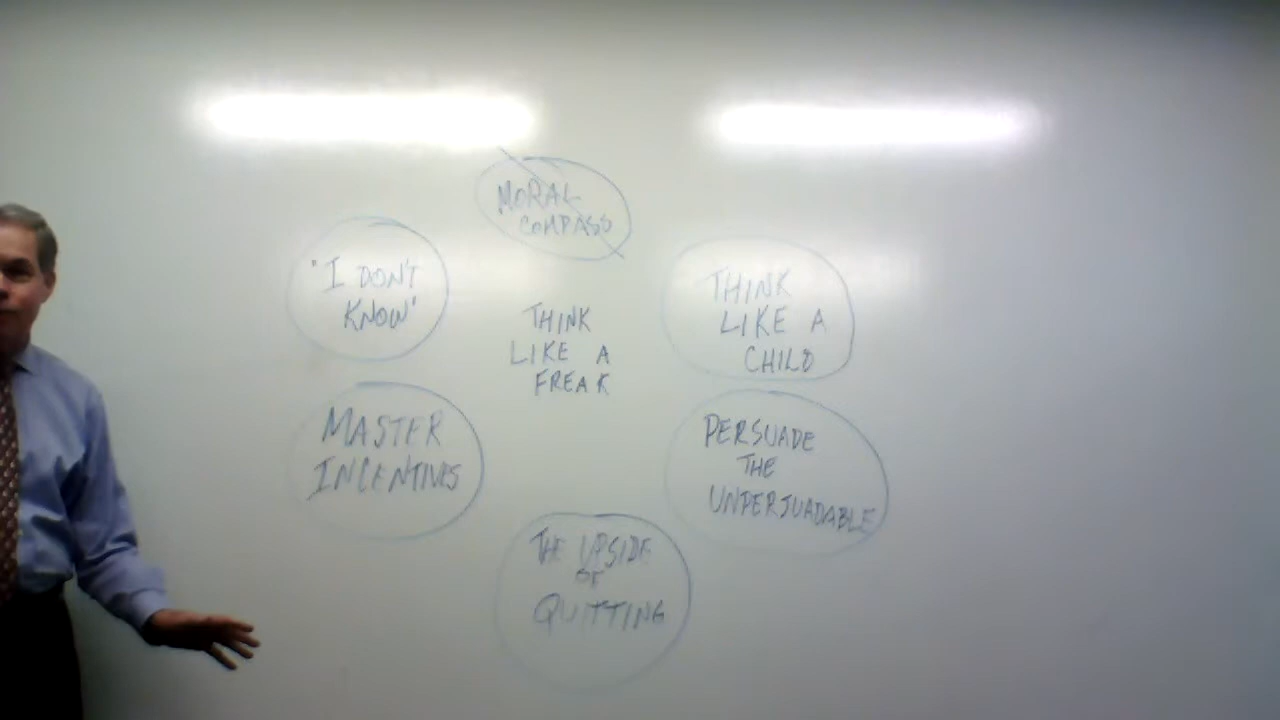 MORAL
COMPASS
"I DON'T
KNOW"
THINK
LIKE A
CHILD
THINK
LIKE A
FREAK
MASTER
INCENTIVES
PERSUADE
THE
UNPERSUADABLE
THE UPSIDE
OF
QUITTING